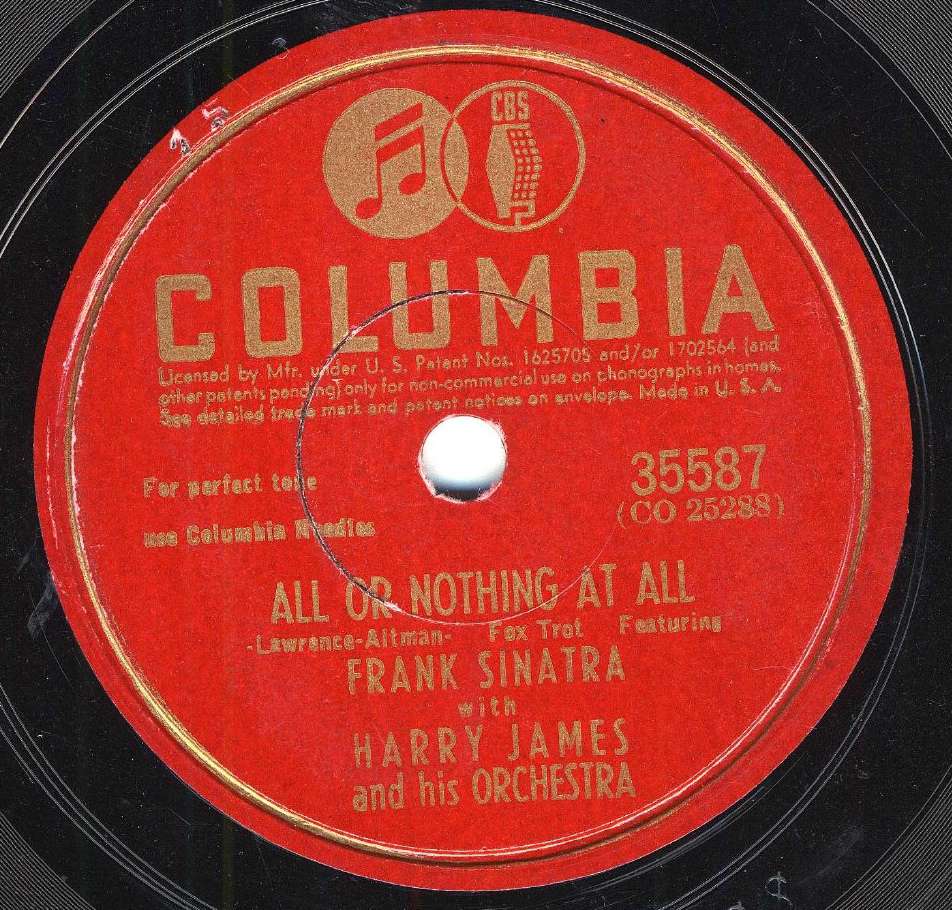 CBS
COLUMBIA
Licensed by Mfr. under U. S. Patent Nos. 1625705 and/or 1702564 (and
other patents pending) only for non-commercial use on phonographs in homes.
See detailed trade mark and patent notices on envelope. Made in U. S. A.
For perfect tone
use Columbia Needles
35587
(CO 25288)
ALL OR NOTHING AT ALL
-Lawrence-Altman- Fox Trot Featuring
FRANK SINATRA
with
HARRY JAMES
and his ORCHESTRA